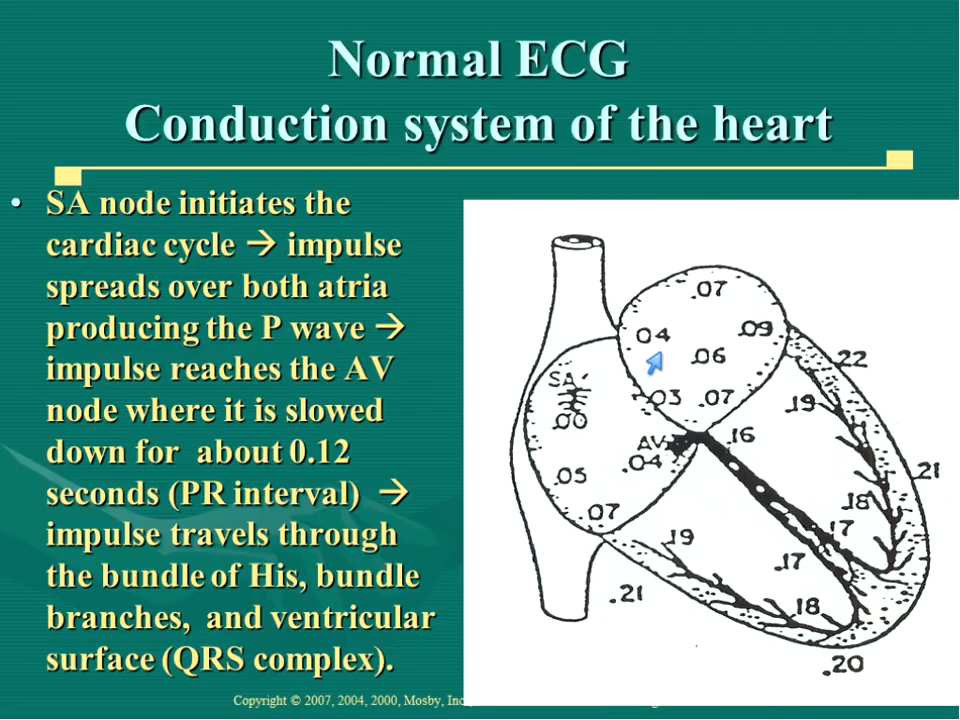 Normal ECG
Conduction system of the heart
• SA node initiates the
cardiac cycle → impulse
spreads over both atria
producing the P wave →
impulse reaches the AV
node where it is slowed
down for about 0.12
seconds (PR interval) →
impulse travels through
the bundle of His, bundle
branches, and ventricular
surface (QRS complex).
.07
04
.09
.06
22
SA
.03
.07
.19
.00
AV
.16
.04
.21
.05
.18
.07
.19
.17
.17
.21
.18
.20
Copyright © 2007, 2004, 2000, Mosby, Inc